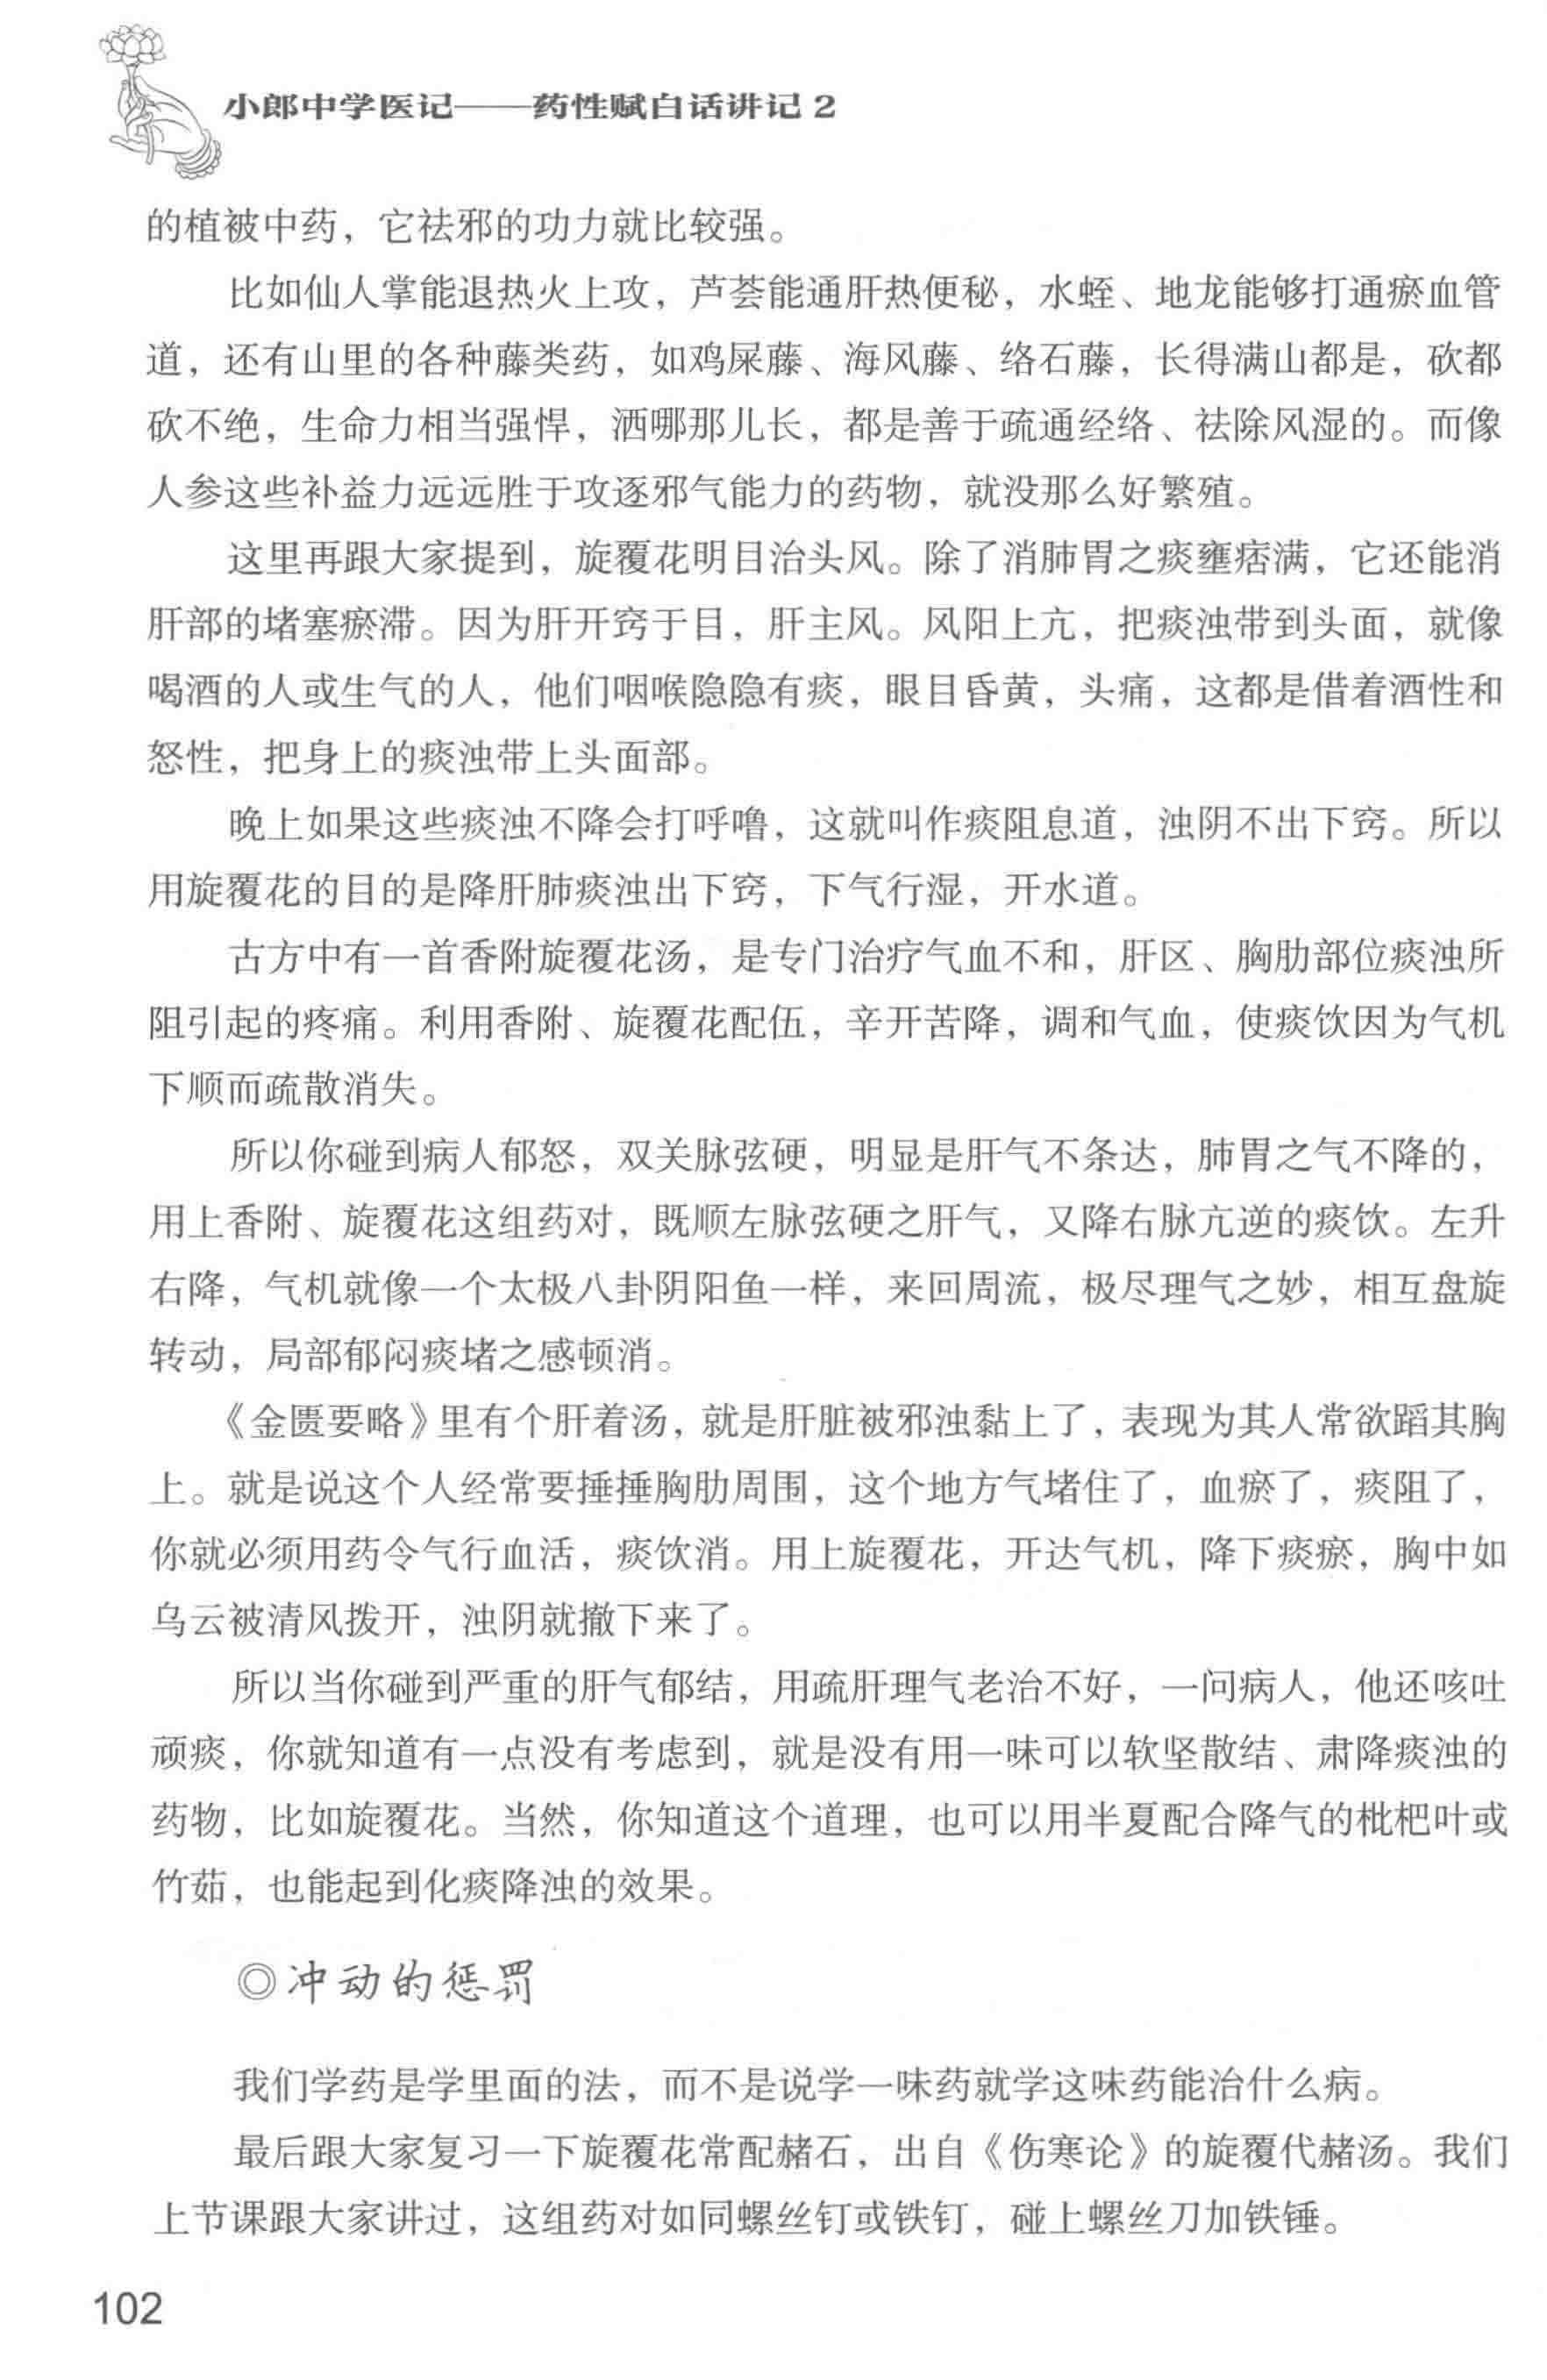 小郎中学医记——药性赋白话讲记 2
的植被中药，它祛邪的功力就比较强。
比如仙人掌能退热火上攻，芦荟能通肝热便秘，水蛭、地龙能够打通瘀血管
道，还有山里的各种藤类药，如鸡屎藤、海风藤、络石藤，长得满山都是，砍都
砍不绝，生命力相当强悍，洒哪那儿长，都是善于疏通经络、祛除风湿的。而像
人参这些补益力远远胜于攻逐邪气能力的药物，就没那么好繁殖。
这里再跟大家提到，旋覆花明目治头风。除了消肺胃之痰壅痞满，它还能消
肝部的堵塞瘀滞。因为肝开窍于目，肝主风。风阳上亢，把痰浊带到头面，就像
喝酒的人或生气的人，他们咽喉隐隐有痰，眼目昏黄，头痛，这都是借着酒性和
怒性，把身上的痰浊带上头面部。
晚上如果这些痰浊不降会打呼噜，这就叫作痰阻息道，浊阴不出下窍。所以
用旋覆花的目的是降肝肺痰浊出下窍，下气行湿，开水道。
古方中有一首香附旋覆花汤，是专门治疗气血不和，肝区、胸肋部位痰浊所
阻引起的疼痛。利用香附、旋覆花配伍，辛开苦降，调和气血，使痰饮因为气机
下顺而疏散消失。
所以你碰到病人郁怒，双关脉弦硬，明显是肝气不条达，肺胃之气不降的，
用上香附、旋覆花这组药对，既顺左脉弦硬之肝气，又降右脉亢逆的痰饮。左升
右降，气机就像一个太极八卦阴阳鱼一样，来回周流，极尽理气之妙，相互盘旋
转动，局部郁闷痰堵之感顿消。
《金匮要略》里有个肝着汤，就是肝脏被邪浊黏上了，表现为其人常欲蹈其胸
上。就是说这个人经常要捶捶胸肋周围，这个地方气堵住了，血瘀了，痰阻了，
你就必须用药令气行血活，痰饮消。用上旋覆花，开达气机，降下痰瘀，胸中如
乌云被清风拨开，浊阴就撤下来了。
所以当你碰到严重的肝气郁结，用疏肝理气老治不好，一问病人，他还咳吐
顽痰，你就知道有一点没有考虑到，就是没有用一味可以软坚散结、肃降痰浊的
药物，比如旋覆花。当然，你知道这个道理，也可以用半夏配合降气的枇杷叶或
竹茹，也能起到化痰降浊的效果。
◎冲动的惩罚
我们学药是学里面的法，而不是说学一味药就学这味药能治什么病。
最后跟大家复习一下旋覆花常配赭石，出自《伤寒论》的旋覆代赭汤。我们
上节课跟大家讲过，这组药对如同螺丝钉或铁钉，碰上螺丝刀加铁锤。
102